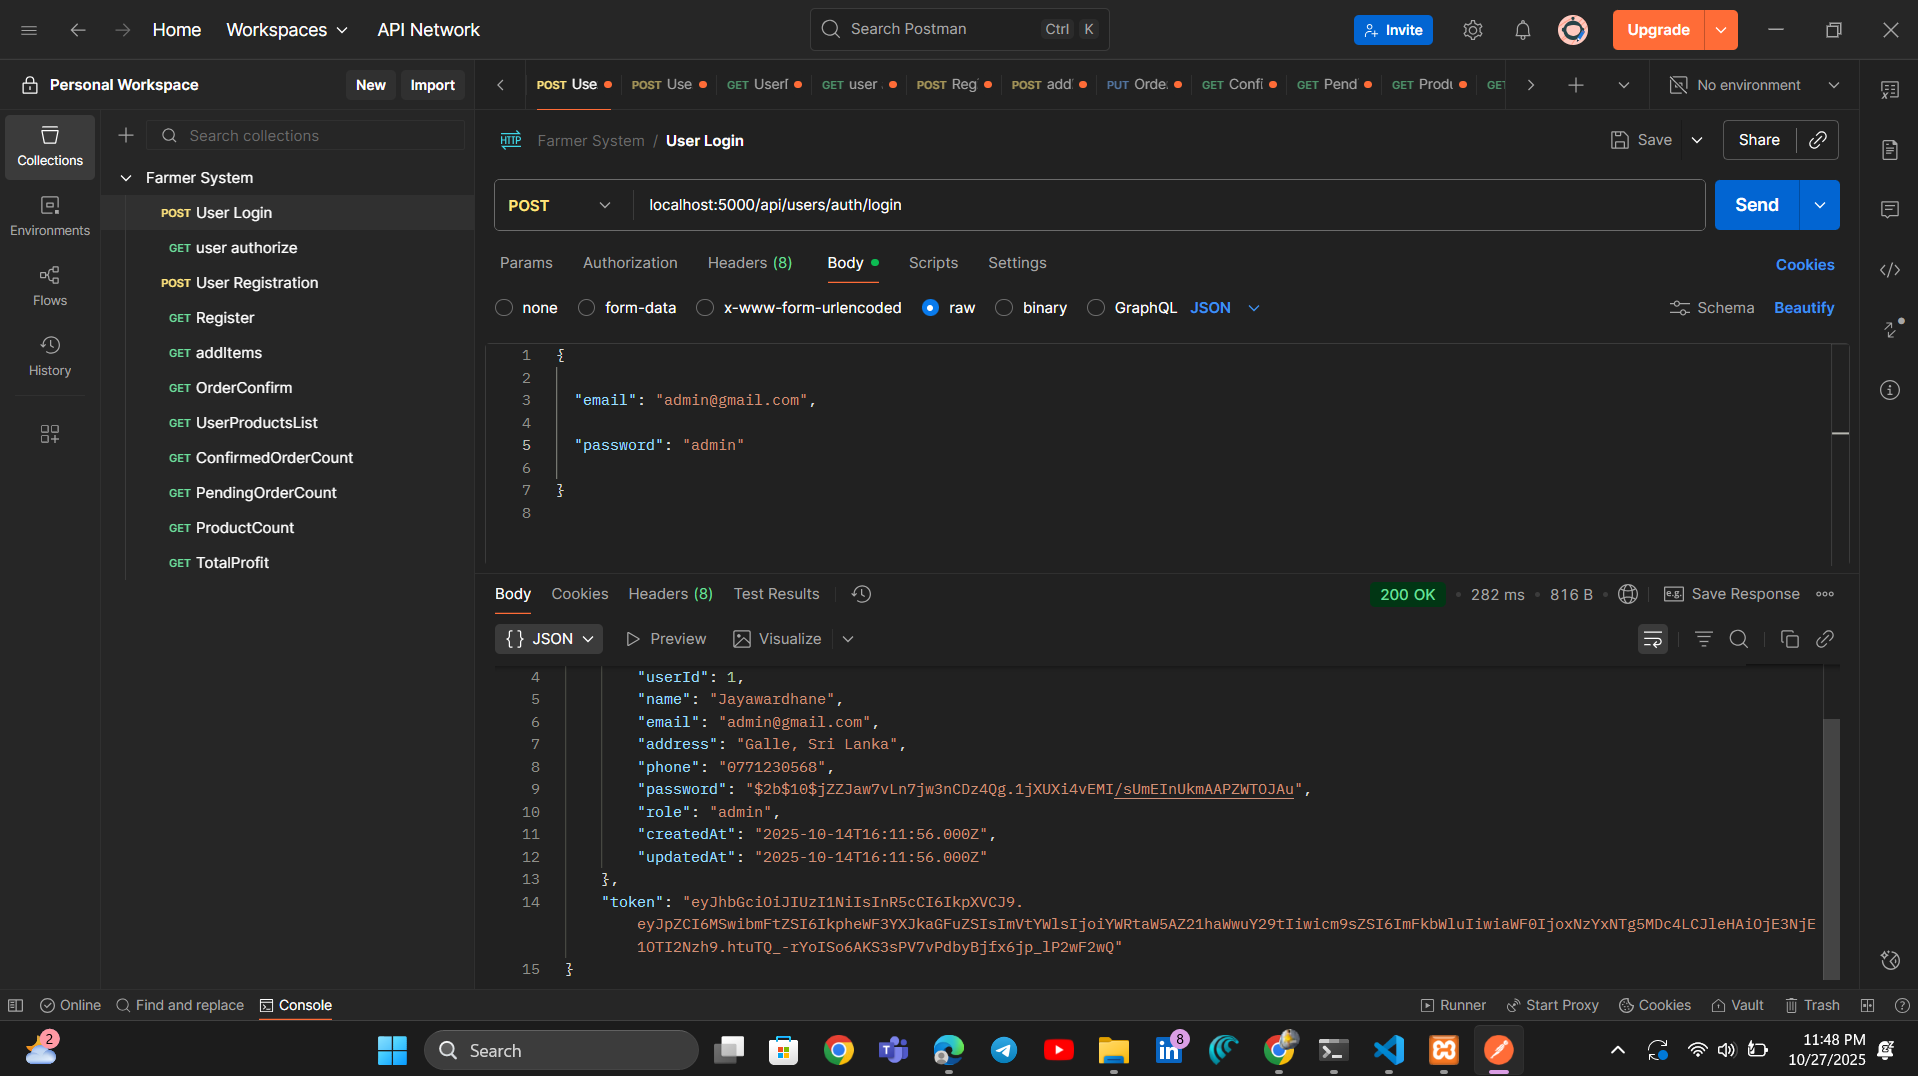 Home Workspaces API Network Search Postman Ctrl K Invite Upgrade
Personal Workspace New Import POST Use POST Use GET UserI GET user POST Reg POST add PUT Orde GET Confi GET Pend GET Produ GET No environment
Collections
Environments
Flows
History
Search collections
Farmer System
POST User Login
GET user authorize
POST User Registration
GET Register
GET addItems
GET OrderConfirm
GET UserProductsList
GET ConfirmedOrderCount
GET PendingOrderCount
GET ProductCount
GET TotalProfit
HTTP Farmer System / User Login Save Share
POST localhost:5000/api/users/auth/login Send
Params Authorization Headers (8) Body Scripts Settings Cookies
none form-data x-www-form-urlencoded raw binary GraphQL JSON Schema Beautify
1 {
2
3 "email": "admin@gmail.com",
4
5 "password": "admin"
6
7 }
8
Body Cookies Headers (8) Test Results 200 OK • 282 ms • 816 B • e.g. Save Response
{} JSON Preview Visualize
4 "userId": 1,
5 "name": "Jayawardhane",
6 "email": "admin@gmail.com",
7 "address": "Galle, Sri Lanka",
8 "phone": "0771230568",
9 "password": "$2b$10$jZZJaw7vLn7jw3nCDz4Qg.1jXUXi4vEMI/sUmEInUkmAAPZWTOJAu",
10 "role": "admin",
11 "createdAt": "2025-10-14T16:11:56.000Z",
12 "updatedAt": "2025-10-14T16:11:56.000Z"
13 },
14 "token": "eyJhbGciOiJIUzI1NiIsInR5cCI6IkpXVCJ9.
eyJpZCI6MSwibmFtZSI6IkpheWF3YXJkaGFuZSIsImVtYWlsIjoiYWRtaW5AZ21haWwuY29tIiwicm9sZSI6ImFkbWluIiwiaWF0IjoxNzYxNTg5MDc4LCJleHAiOjE3NjE
1OTI2Nzh9.htuTQ_-rYoISo6AKS3sPV7vPdbyBjfx6jp_lP2wF2wQ"
15 }
Online Find and replace Console Runner Start Proxy Cookies Vault Trash
2 Search 8 11:48 PM
10/27/2025